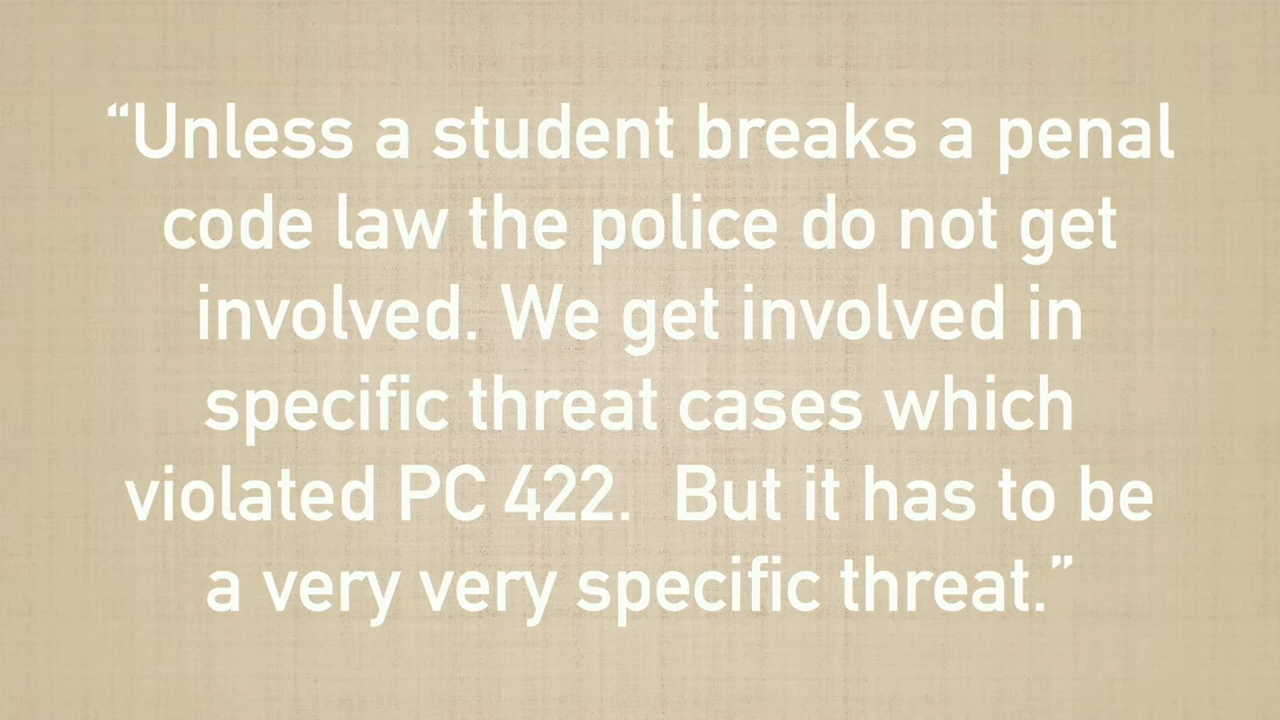 “Unless a student breaks a penal
code law the police do not get
involved. We get involved in
specific threat cases which
violated PC 422.  But it has to be
a very very specific threat.”